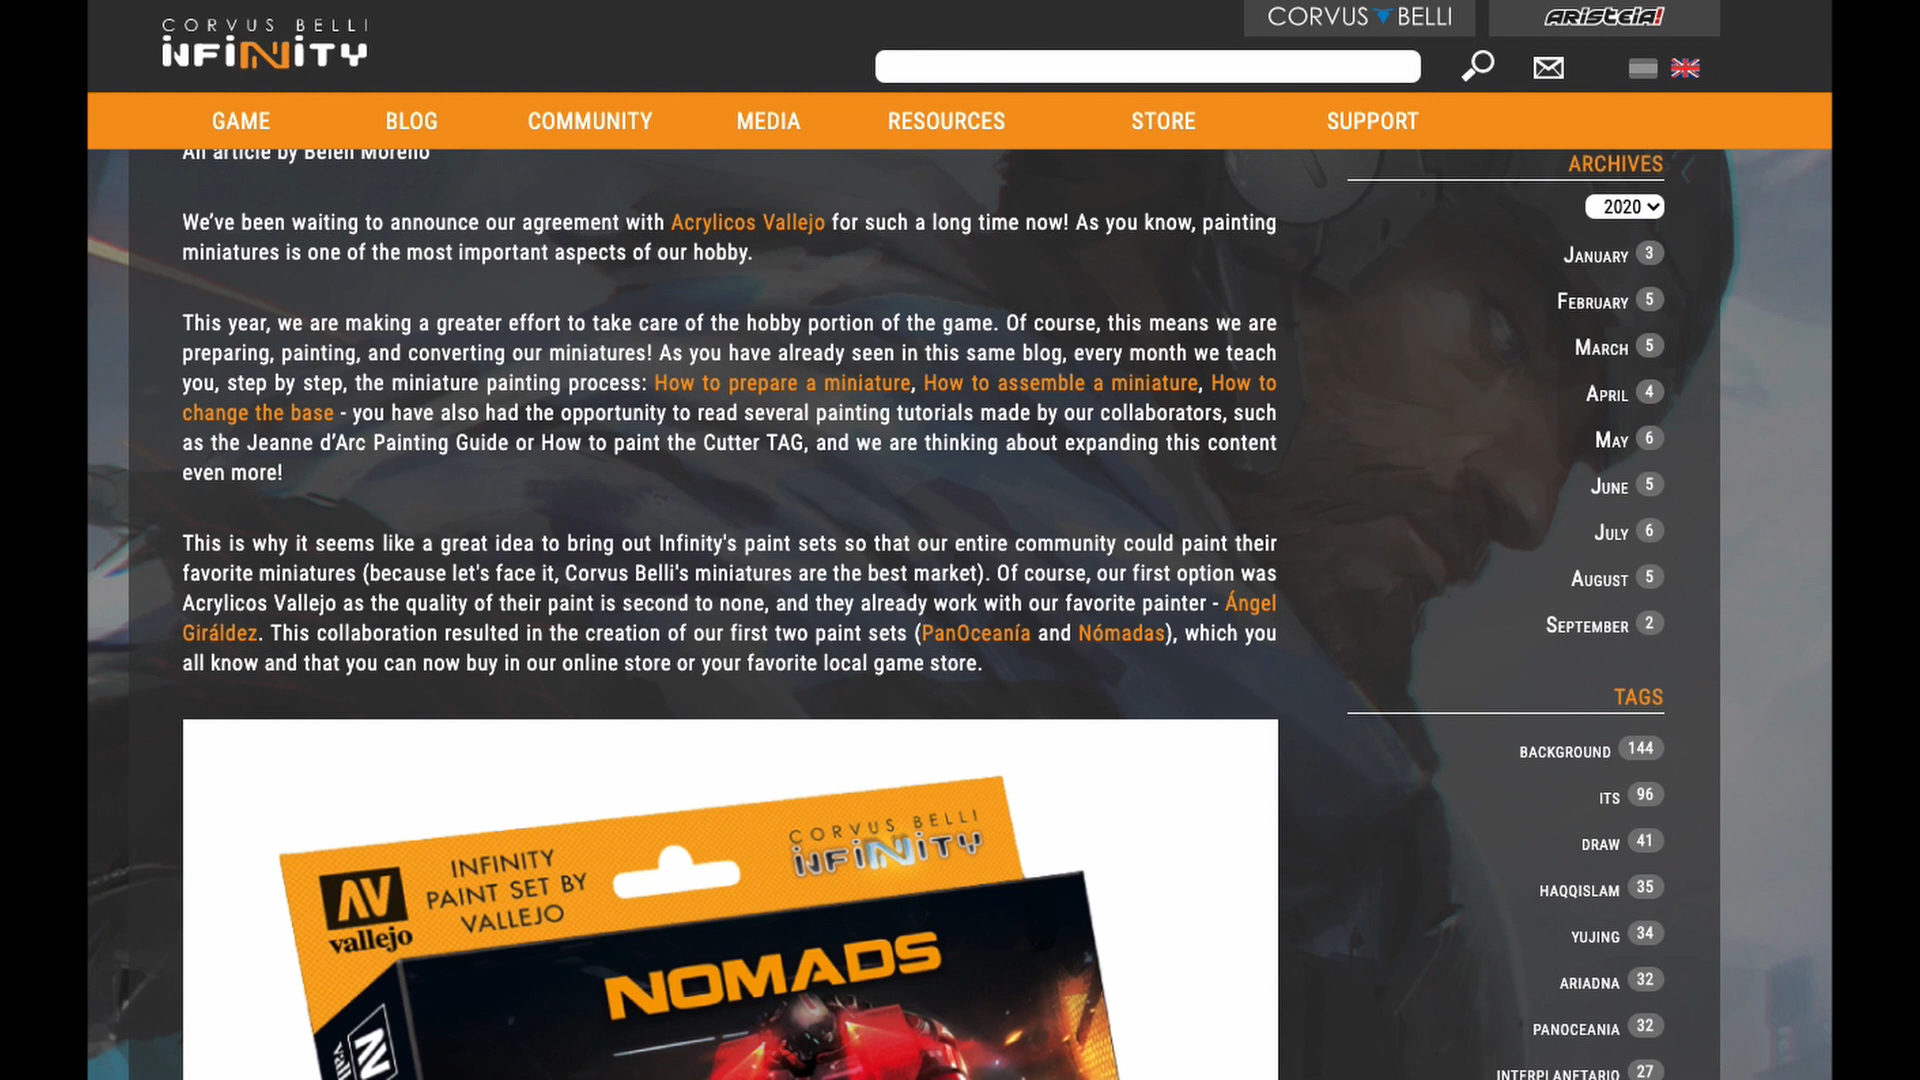 CORVUS BELLI
INFINITY
CORVUS BELLI
ARISTEIA!
GAME BLOG COMMUNITY MEDIA RESOURCES STORE SUPPORT
An article by Belén Moreno
We’ve been waiting to announce our agreement with Acrylicos Vallejo for such a long time now! As you know, painting
miniatures is one of the most important aspects of our hobby.
This year, we are making a greater effort to take care of the hobby portion of the game. Of course, this means we are
preparing, painting, and converting our miniatures! As you have already seen in this same blog, every month we teach
you, step by step, the miniature painting process: How to prepare a miniature, How to assemble a miniature, How to
change the base - you have also had the opportunity to read several painting tutorials made by our collaborators, such
as the Jeanne d’Arc Painting Guide or How to paint the Cutter TAG, and we are thinking about expanding this content
even more!
This is why it seems like a great idea to bring out Infinity's paint sets so that our entire community could paint their
favorite miniatures (because let's face it, Corvus Belli's miniatures are the best market). Of course, our first option was
Acrylicos Vallejo as the quality of their paint is second to none, and they already work with our favorite painter - Ángel
Giráldez. This collaboration resulted in the creation of our first two paint sets (PanOceanía and Nómadas), which you
all know and that you can now buy in our online store or your favorite local game store.
AV
vallejo
INFINITY
PAINT SET BY
VALLEJO
CORVUS BELLI
INFINITY
NOMADS
ARCHIVES
2020
January 3
February 5
March 5
April 4
May 6
June 5
July 6
August 5
September 2
TAGS
BACKGROUND 144
ITS 96
DRAW 41
HAQQISLAM 35
YUJING 34
ARIADNA 32
PANOCEANIA 32
INTERPLANETARIO 27